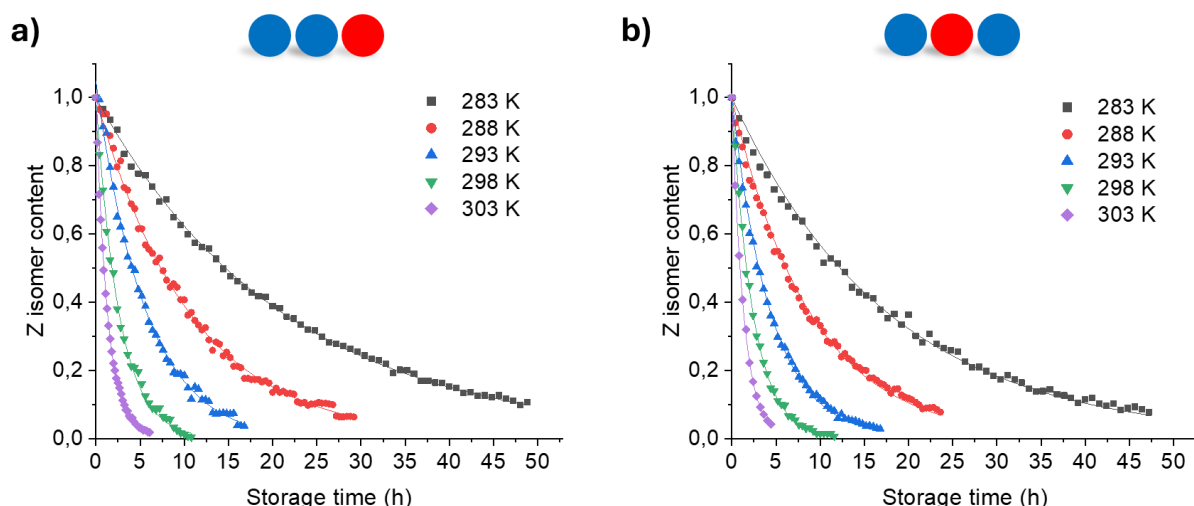 a)
1,0
0,8
0,6
0,4
0,2
0,0
Z isomer content
283 K
288 K
293 K
298 K
303 K
0 5 10 15 20 25 30 35 40 45 50
Storage time (h)
b)
1,0
0,8
0,6
0,4
0,2
0,0
Z isomer content
283 K
288 K
293 K
298 K
303 K
0 5 10 15 20 25 30 35 40 45 50
Storage time (h)